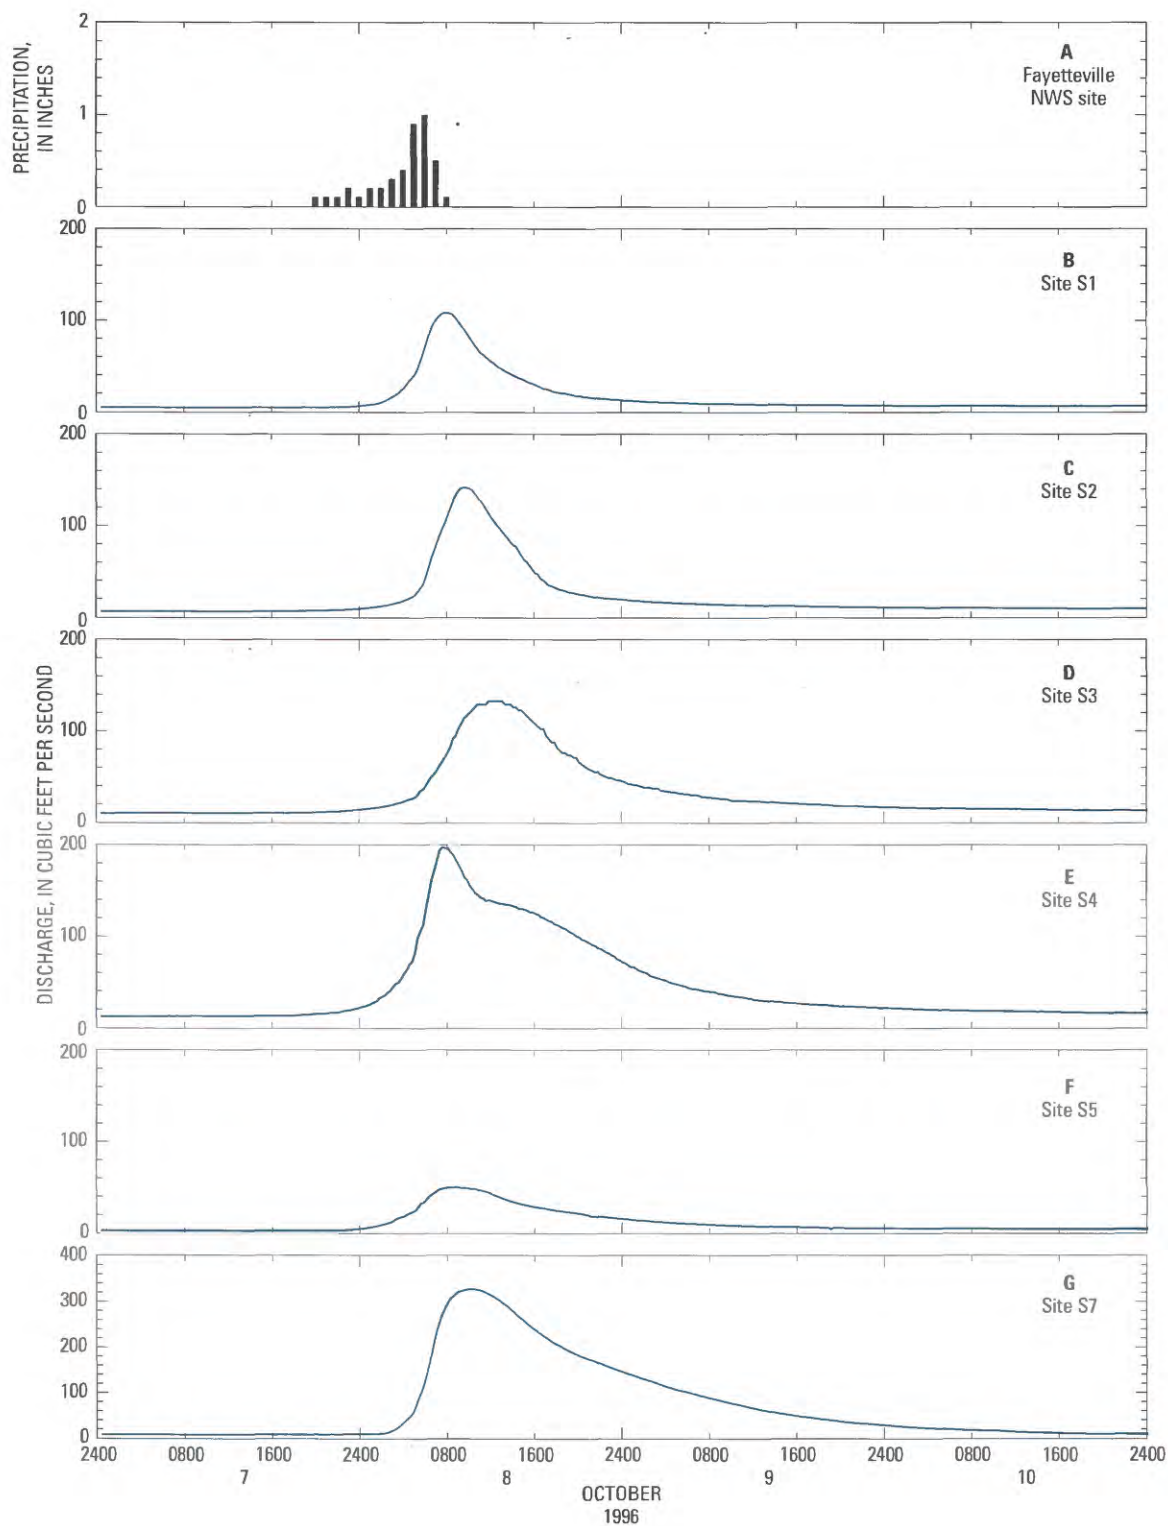 PRECIPITATION,
IN INCHES
2
1
0
A
Fayetteville
NWS site
200
100
0
B
Site S1
200
100
0
C
Site S2
DISCHARGE, IN CUBIC FEET PER SECOND
200
100
0
D
Site S3
200
100
0
E
Site S4
200
100
0
F
Site S5
400
300
200
100
0
G
Site S7
2400 0800 1600 2400 0800 1600 2400 0800 1600 2400 0800 1600 2400
7 8 9 10
OCTOBER
1996